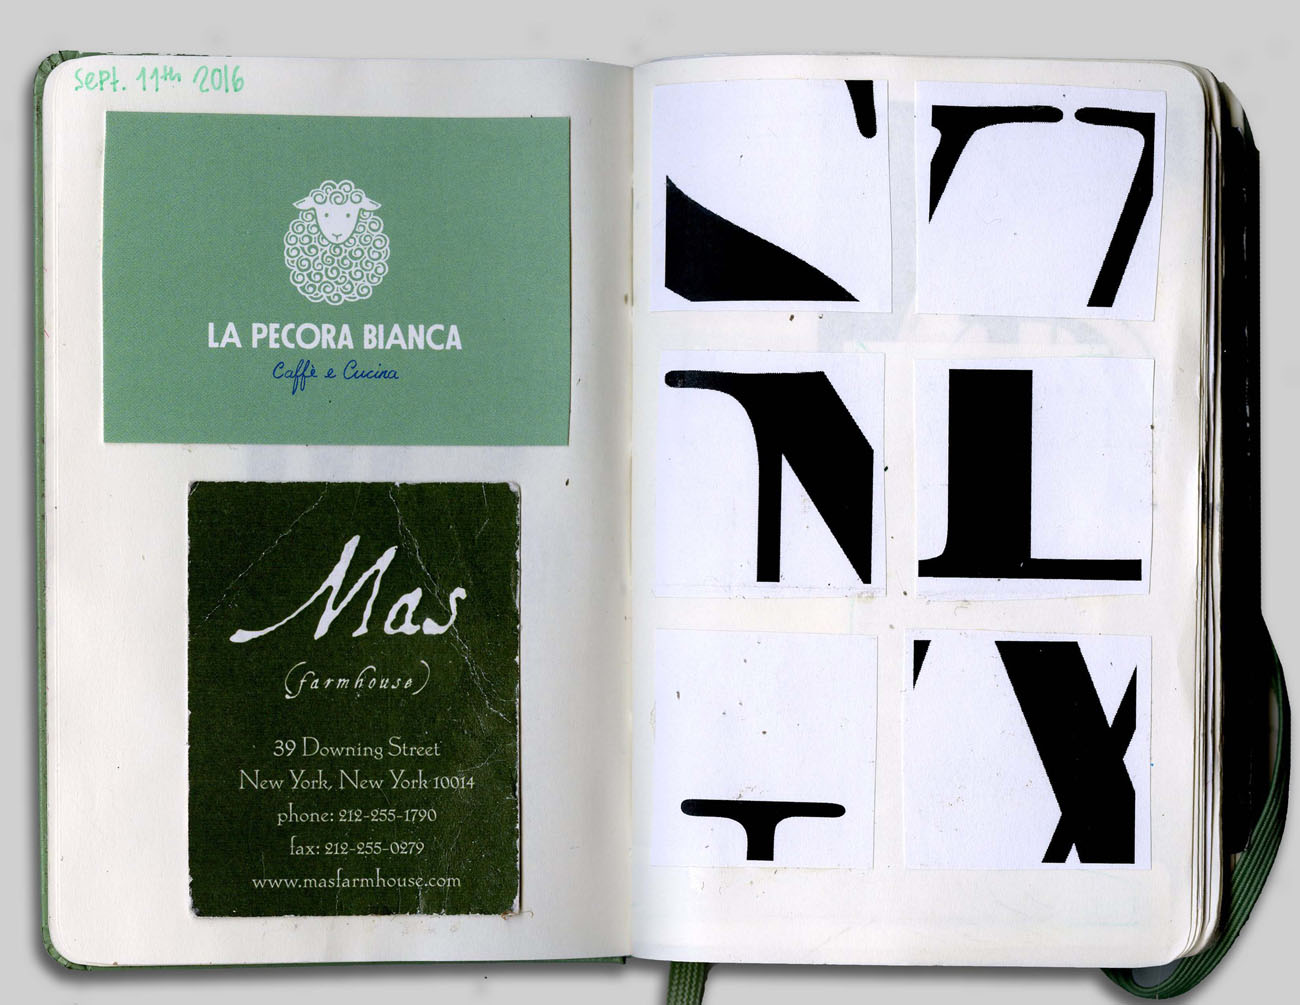 Sept. 11th 2016
LA PECORA BIANCA
Caffè e Cucina
Mas
(farmhouse)
39 Downing Street
New York, New York 10014
phone: 212-255-1790
fax: 212-255-0279
www.masfarmhouse.com